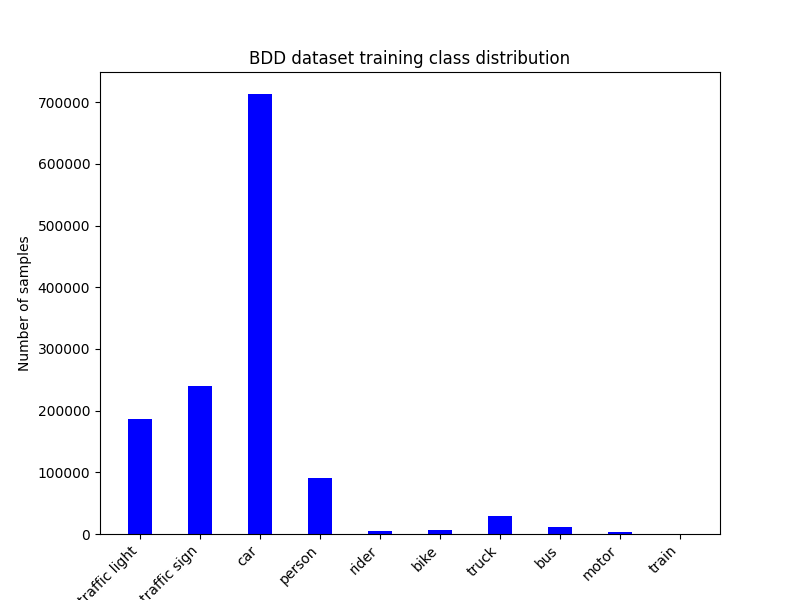 BDD dataset training class distribution
Number of samples
700000
600000
500000
400000
300000
200000
100000
0
traffic light
traffic sign
car
person
rider
bike
truck
bus
motor
train